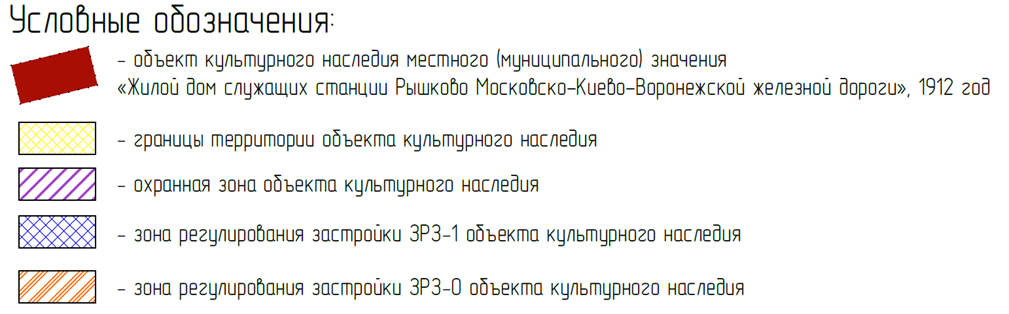 Условные обозначения:
- объект культурного наследия местного (муниципального) значения
«Жилой дом служащих станции Рышково Московско-Киево-Воронежской железной дороги», 1912 год
- границы территории объекта культурного наследия
- охранная зона объекта культурного наследия
- зона регулирования застройки ЗРЗ-1 объекта культурного наследия
- зона регулирования застройки ЗРЗ-0 объекта культурного наследия